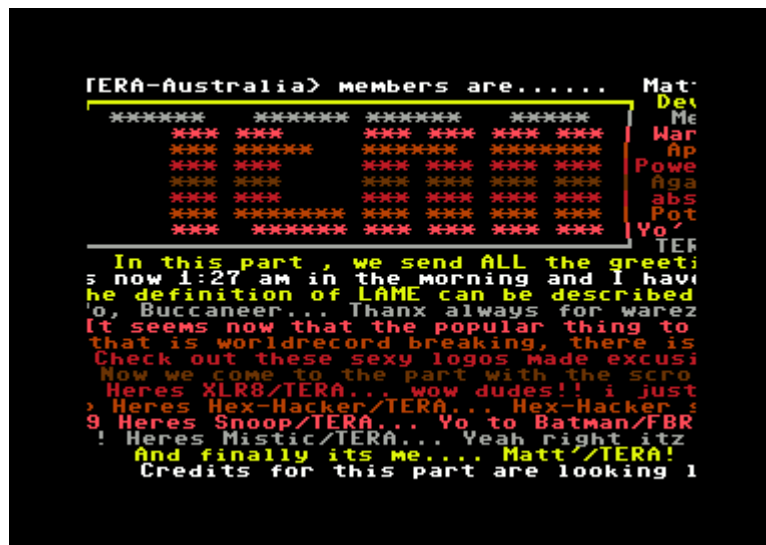 TERA-Australia> members are......   Mat
Dev
Me
War
Ap
Powe
Aga
abs
Pot
Yo'
TER
In this part , we send ALL the greeti
s now 1:27 am in the morning and I hav
he definition of LAME can be described
o, Buccaneer... Thanx always for warez
It seems now that the popular thing to
that is worldrecord breaking, there is
Check out these sexy logos made excusi
Now we come to the part with the scro
Heres XLR8/TERA... wow dudes!! i just
Heres Hex-Hacker/TERA... Hex-Hacker s
9 Heres Snoop/TERA... Yo to Batman/FBR
! Heres Mistic/TERA... Yeah right itz
And finally its me.... Matt'/TERA!
Credits for this part are looking l